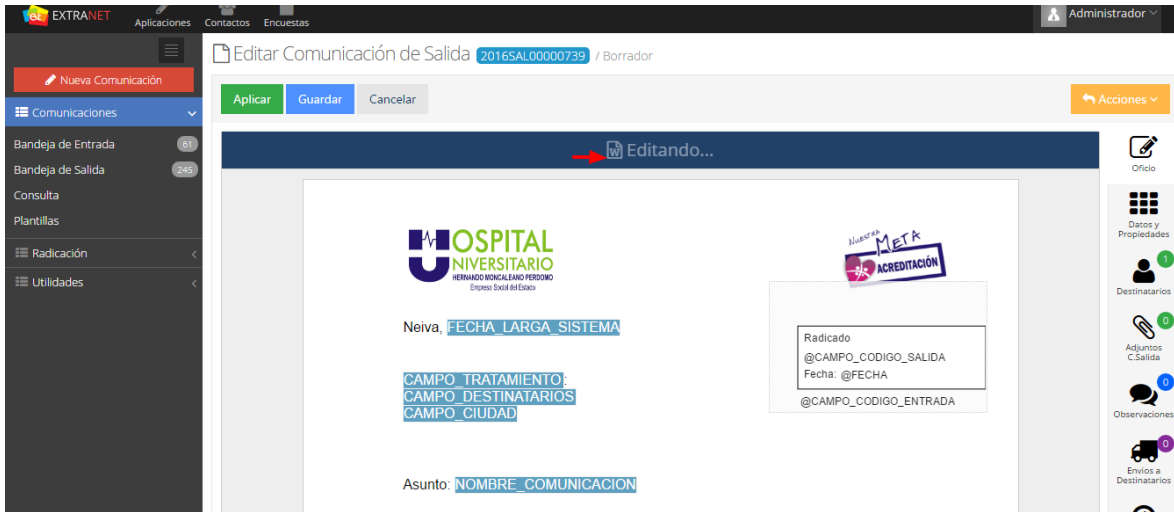 ex EXTRANET
Aplicaciones Contactos Encuestas
Administrador
Nueva Comunicación
Comunicaciones
Bandeja de Entrada 61
Bandeja de Salida 245
Consulta
Plantillas
Radicación
Utilidades
Editar Comunicación de Salida 2016SAL00000739 / Borrador
Aplicar Guardar Cancelar
Acciones
W Editando...
HOSPITAL
UNIVERSITARIO
HERNANDO MONCALEANO PERDOMO
Empresa Social del Estado
NUESTRA META
ACREDITACIÓN
Neiva, FECHA_LARGA_SISTEMA
Radicado
@CAMPO_CODIGO_SALIDA
Fecha: @FECHA
@CAMPO_CODIGO_ENTRADA
CAMPO_TRATAMIENTO:
CAMPO_DESTINATARIOS
CAMPO_CIUDAD
Asunto: NOMBRE_COMUNICACION
Oficio
Datos y
Propiedades
1
Destinatarios
0
Adjuntos
C.Salida
0
Observaciones
0
Envios a
Destinatarios